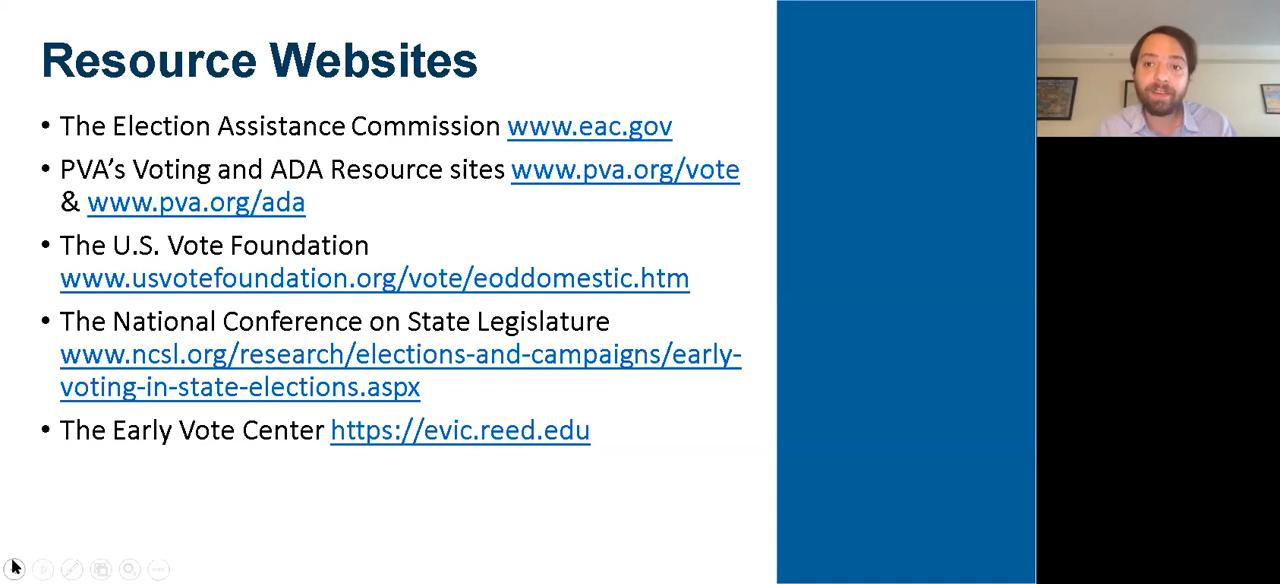 Resource Websites
• The Election Assistance Commission www.eac.gov
• PVA’s Voting and ADA Resource sites www.pva.org/vote
& www.pva.org/ada
• The U.S. Vote Foundation
www.usvotefoundation.org/vote/eoddomestic.htm
• The National Conference on State Legislature
www.ncsl.org/research/elections-and-campaigns/early-
voting-in-state-elections.aspx
• The Early Vote Center https://evic.reed.edu